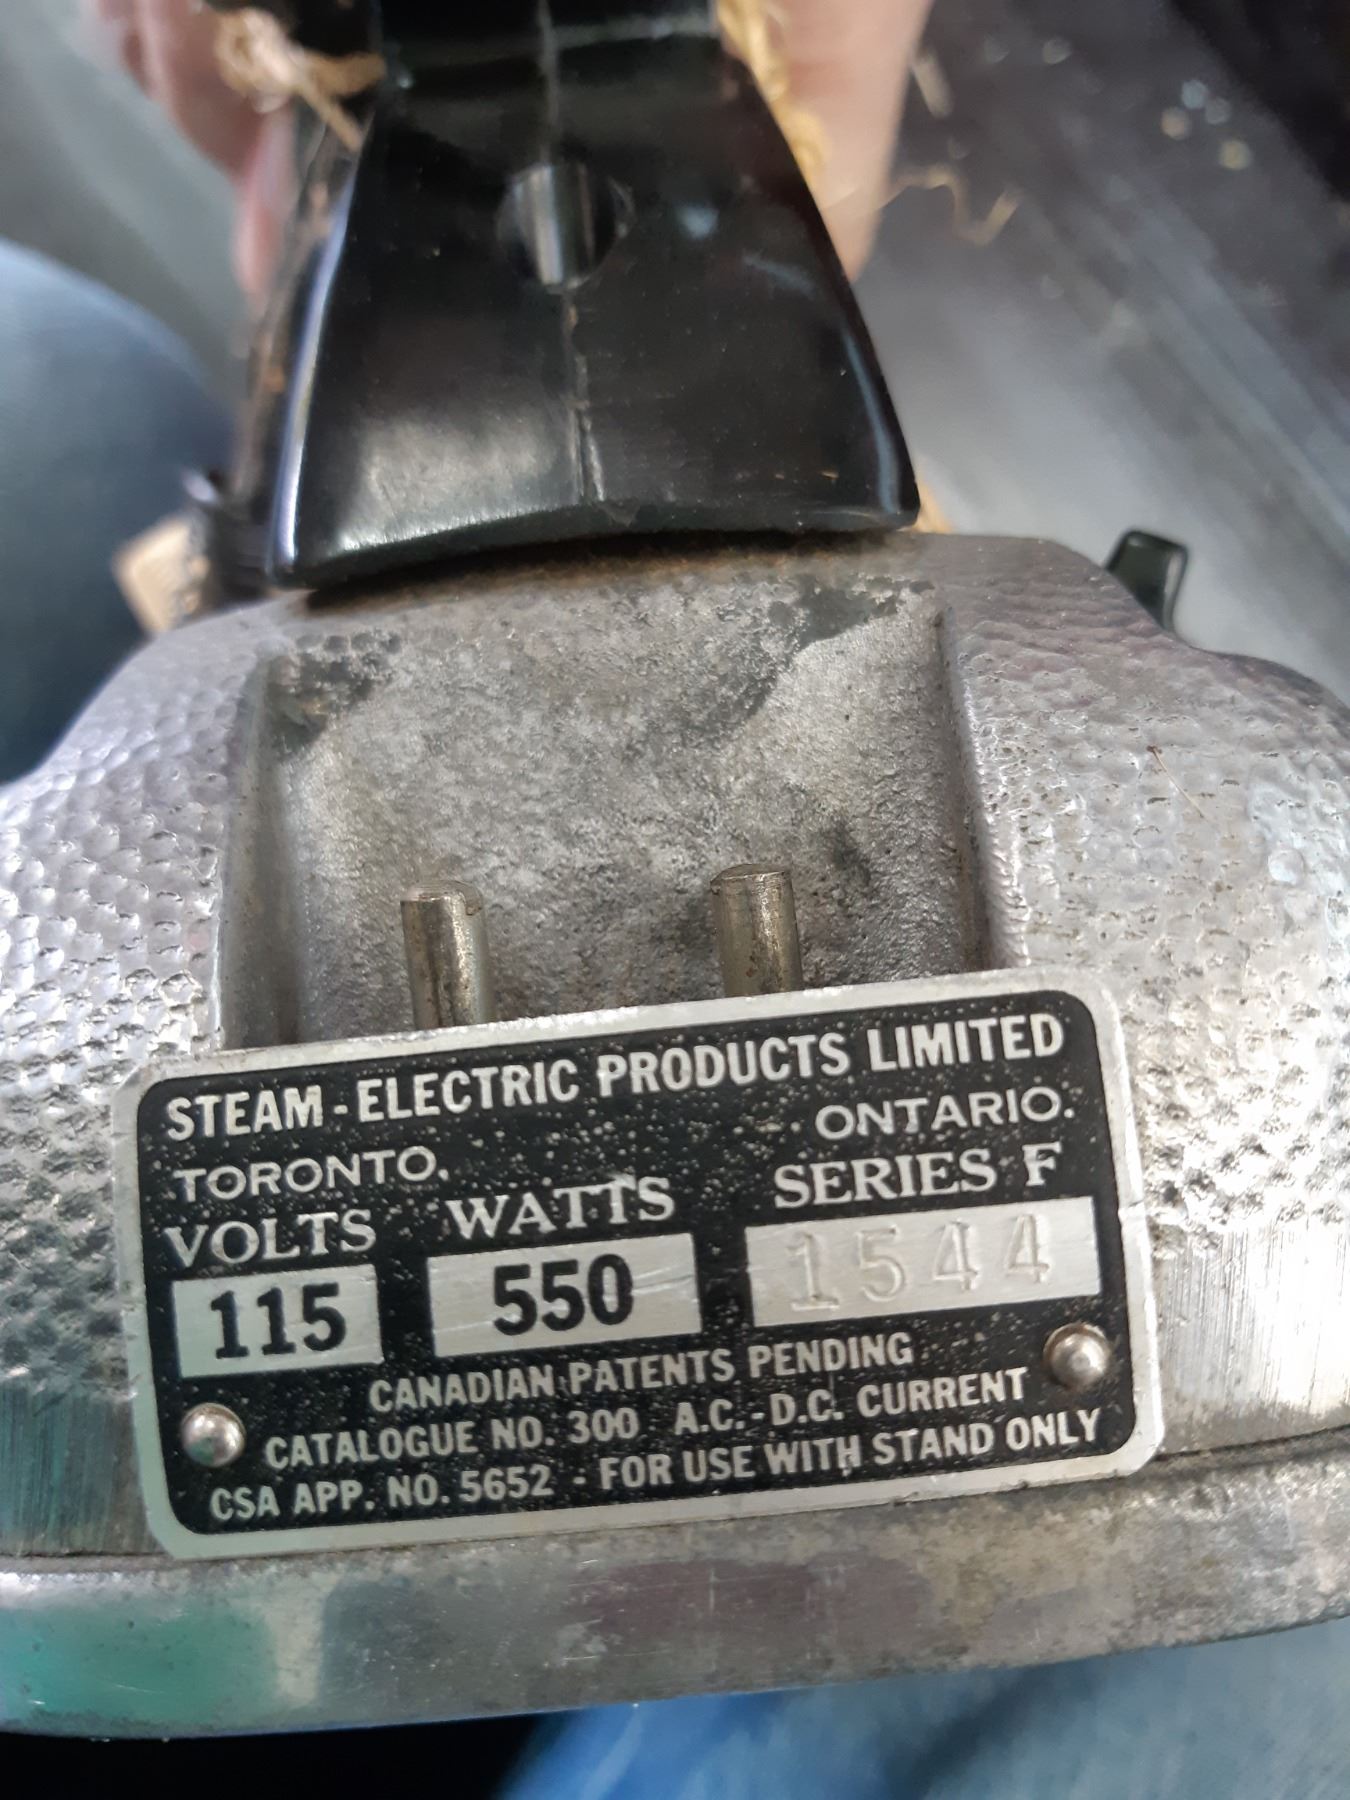 STEAM-ELECTRIC PRODUCTS LIMITED
TORONTO. ONTARIO.
VOLTS WATTS SERIES F
115 550 1544
CANADIAN PATENTS PENDING
CATALOGUE NO. 300 A.C.-D.C. CURRENT
CSA APP. NO. 5652 - FOR USE WITH STAND ONLY